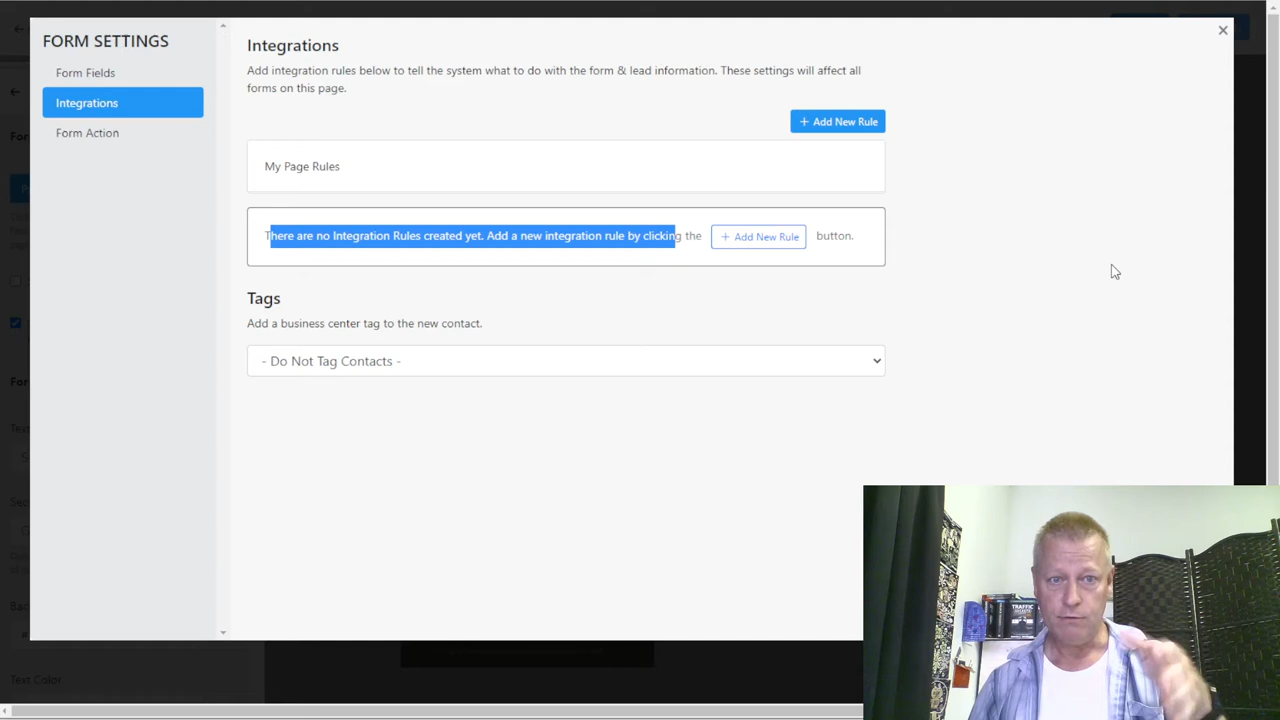 FORM SETTINGS
Form Fields
Integrations
Form Action
Integrations
Add integration rules below to tell the system what to do with the form & lead information. These settings will affect all
forms on this page.
+ Add New Rule
My Page Rules
There are no Integration Rules created yet. Add a new integration rule by clicking the + Add New Rule button.
Tags
Add a business center tag to the new contact.
- Do Not Tag Contacts -
Text Color
TRAFFIC